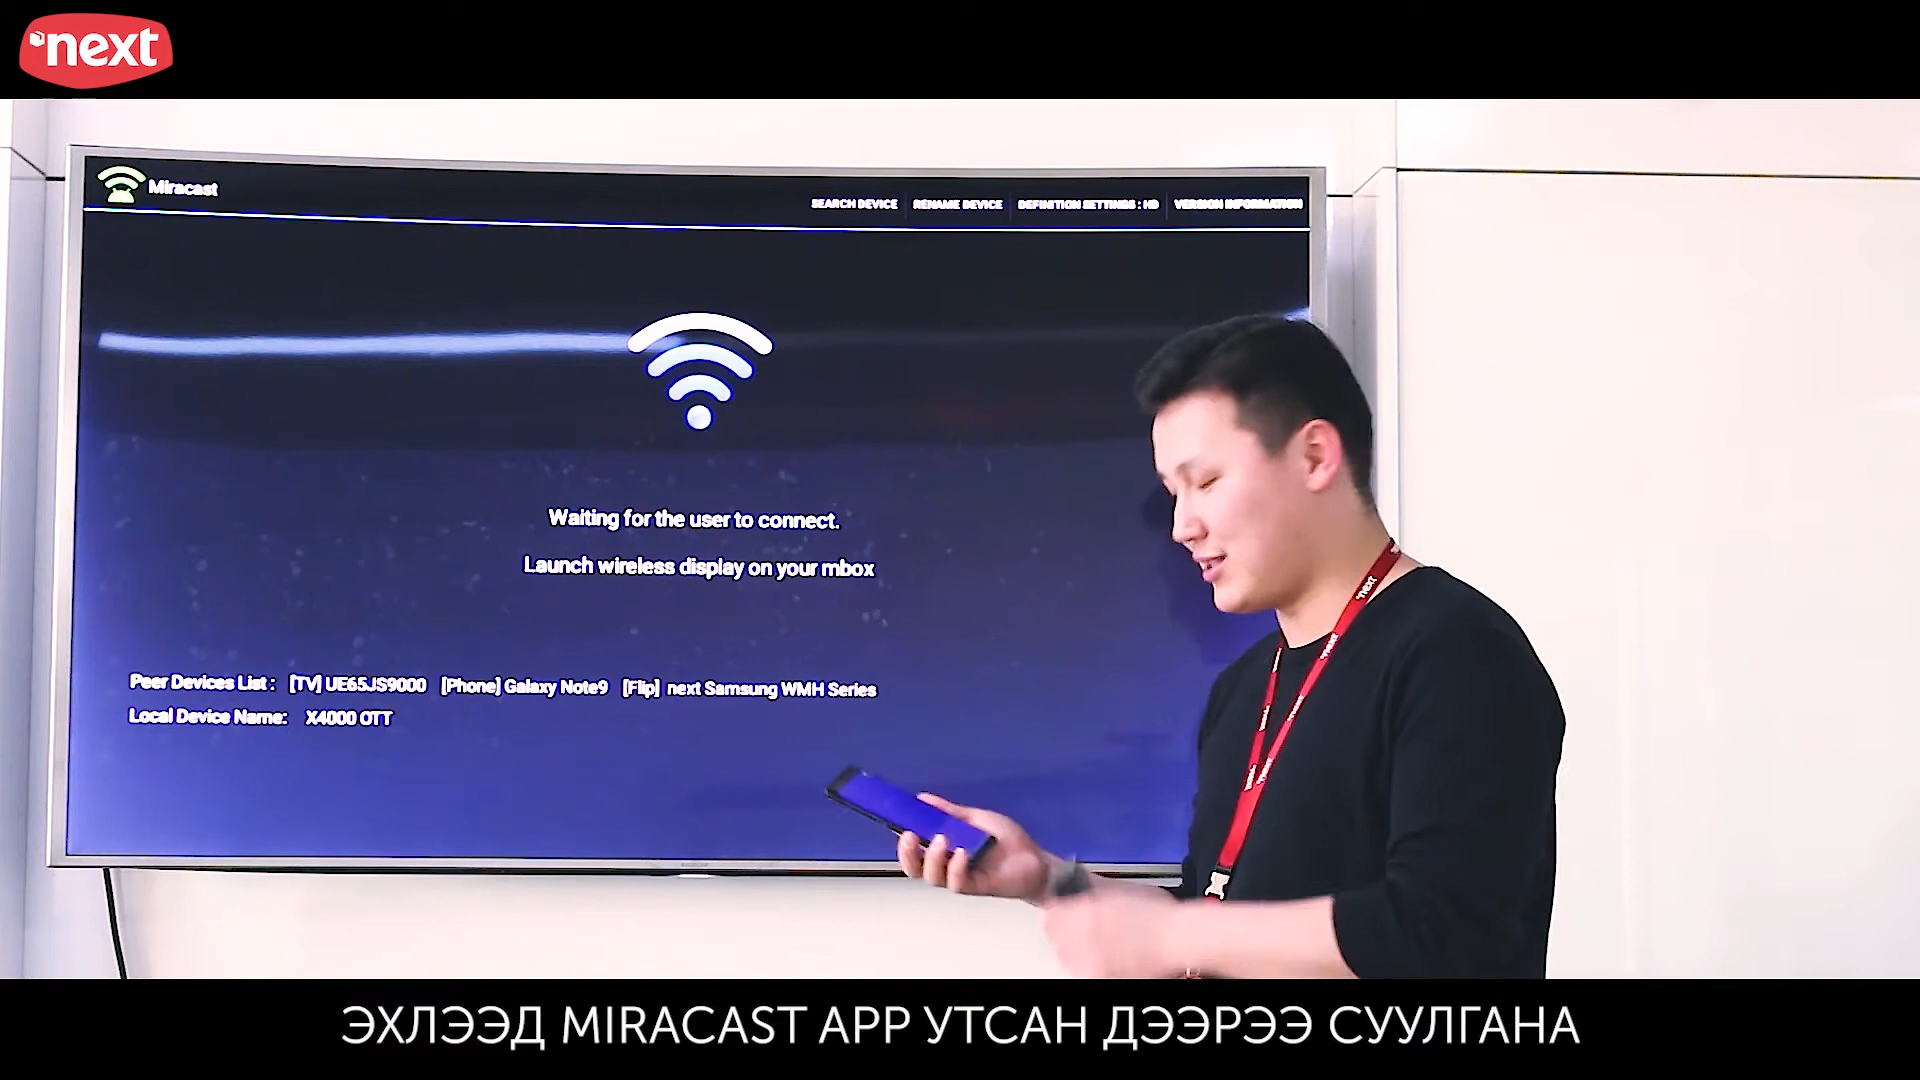 next
Miracast
SEARCH DEVICE RENAME DEVICE DEFINITION SETTINGS : HD VERSION INFORMATION
Waiting for the user to connect.
Launch wireless display on your mbox
Peer Devices List : [TV] UE65JS9000 [Phone] Galaxy Note9 [Flip] next Samsung WMH Series
Local Device Name: X4000 OTT
next
ЭХЛЭЭД MIRACAST APP УТСАН ДЭЭРЭЭ СУУЛГАНА